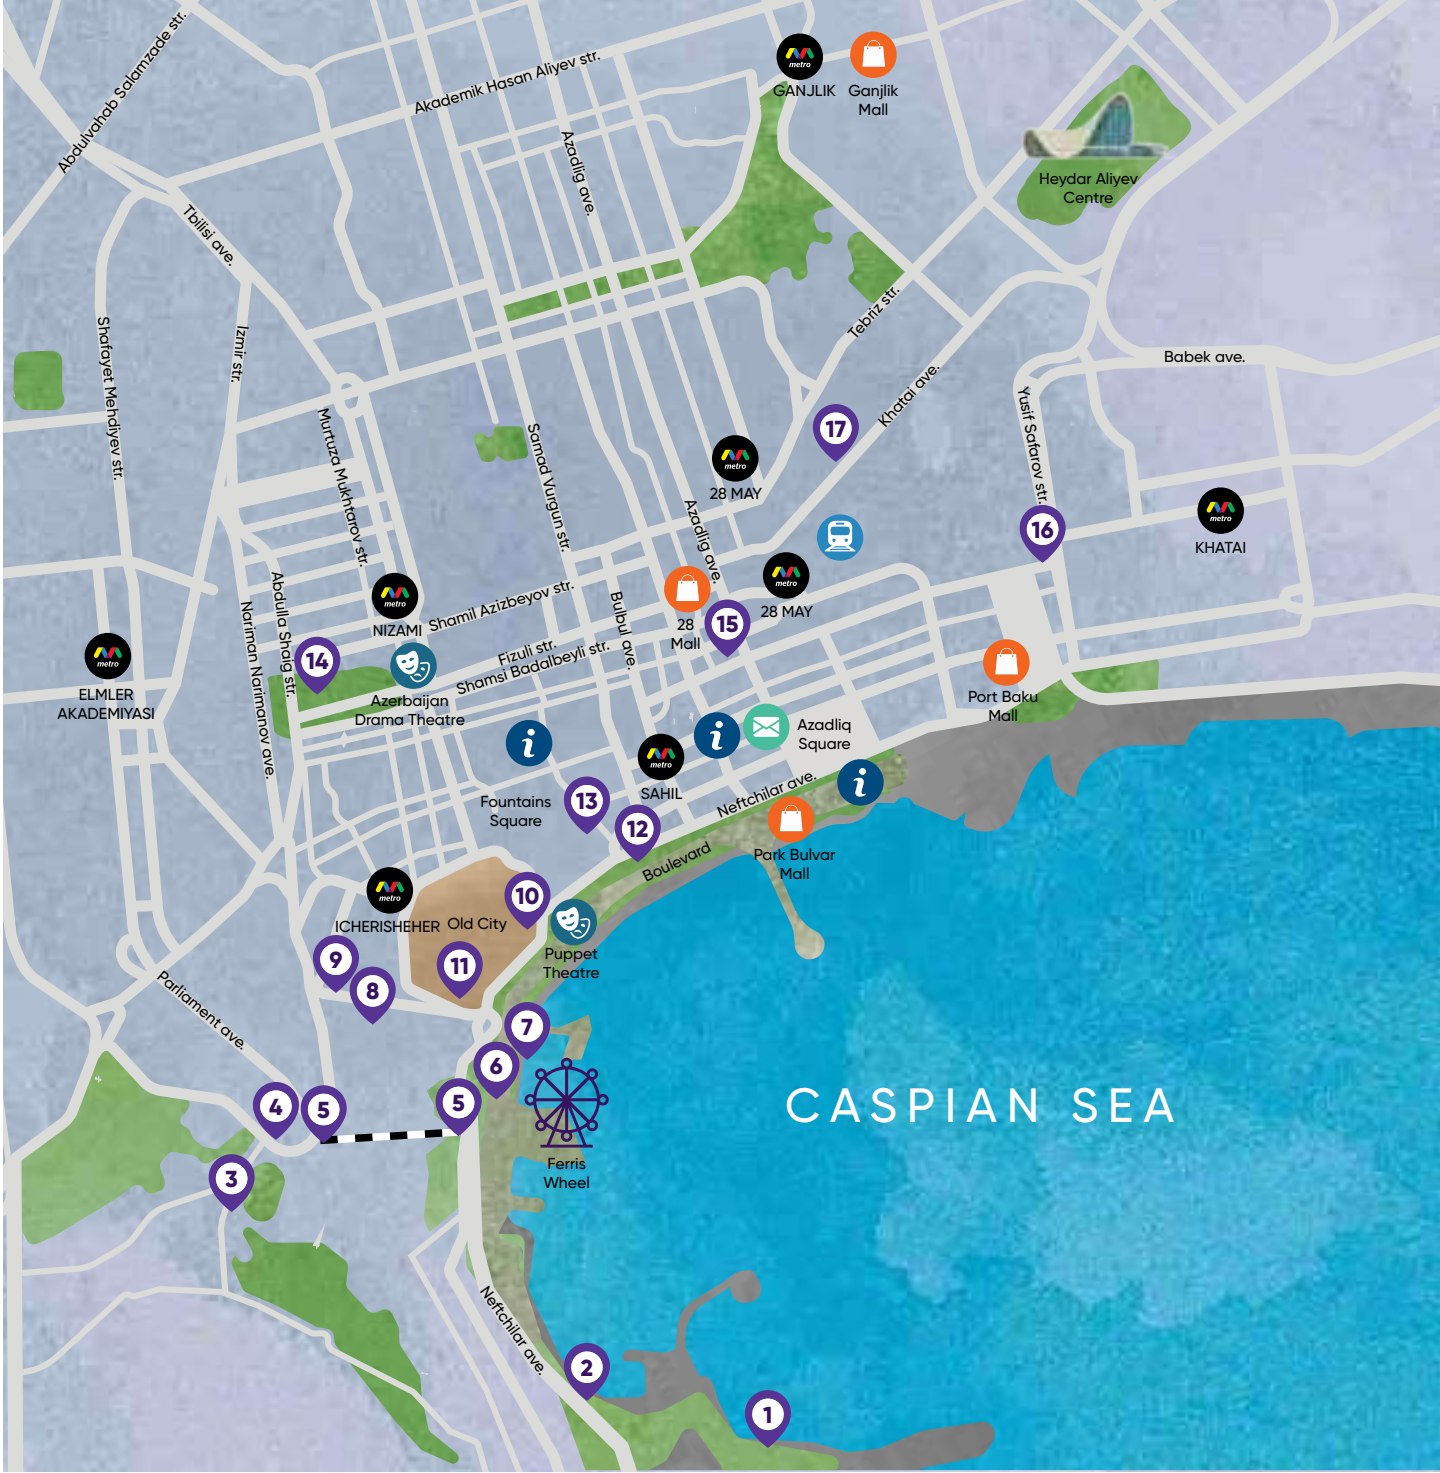 Abdulvahab Salamzade str.
Akademik Hasan Aliyev str.
metro
GANJLIK
Ganjlik
Mall
Azadlig ave.
Heydar Aliyev
Centre
Tbilisi ave.
Tebriz str.
Shafayet Mehdiyev str.
Izmir str.
Babek ave.
Khatai ave.
Yusif Safarov str.
Murtuza Mukhtarov str.
Samad Vurgun str.
17
metro
28 MAY
Azadlig ave.
16
metro
KHATAI
metro
28 MAY
metro
NIZAMI
Shamil Azizbeyov str.
Abdulla Shaig str.
Nariman Narimanov ave.
Bulbul ave.
28
Mall
15
metro
ELMLER
AKADEMIYASI
14
Fizuli str.
Shamsi Badalbeyli str.
Azerbaijan
Drama Theatre
Port Baku
Mall
i
i
Azadliq
Square
metro
SAHIL
i
Neftchilar ave.
Fountains
Square
13
12
Park Bulvar
Mall
Boulevard
metro
ICHERISHEHER
Old City
10
Puppet
Theatre
9
11
8
Parliament ave.
7
6
5
4
5
CASPIAN SEA
Ferris
Wheel
3
Neftchilar ave.
2
1